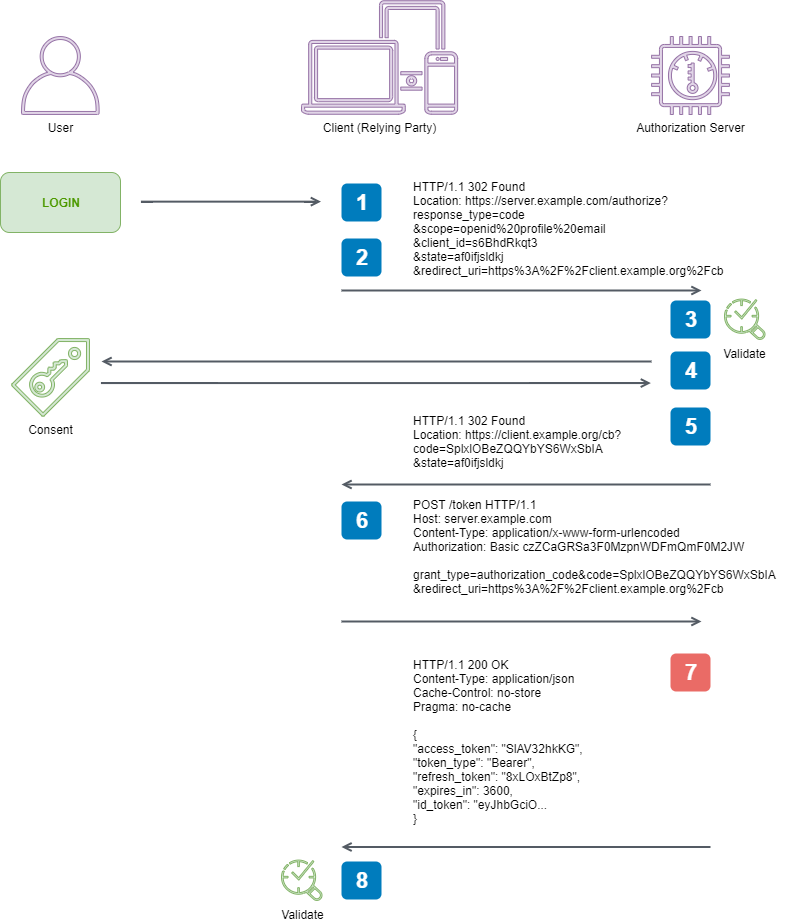 User
Client (Relying Party)
Authorization Server
LOGIN
1
2
HTTP/1.1 302 Found
Location: https://server.example.com/authorize?
response_type=code
&scope=openid%20profile%20email
&client_id=s6BhdRkqt3
&state=af0ifjsldkj
&redirect_uri=https%3A%2F%2Fclient.example.org%2Fcb
3
Validate
4
Consent
5
HTTP/1.1 302 Found
Location: https://client.example.org/cb?
code=SplxlOBeZQQYbYS6WxSbIA
&state=af0ifjsldkj
6
POST /token HTTP/1.1
Host: server.example.com
Content-Type: application/x-www-form-urlencoded
Authorization: Basic czZCaGRSa3F0MzpnWDFmQmF0M2JW
grant_type=authorization_code&code=SplxlOBeZQQYbYS6WxSbIA
&redirect_uri=https%3A%2F%2Fclient.example.org%2Fcb
7
HTTP/1.1 200 OK
Content-Type: application/json
Cache-Control: no-store
Pragma: no-cache
{
"access_token": "SlAV32hkKG",
"token_type": "Bearer",
"refresh_token": "8xLOxBtZp8",
"expires_in": 3600,
"id_token": "eyJhbGciO...
}
8
Validate